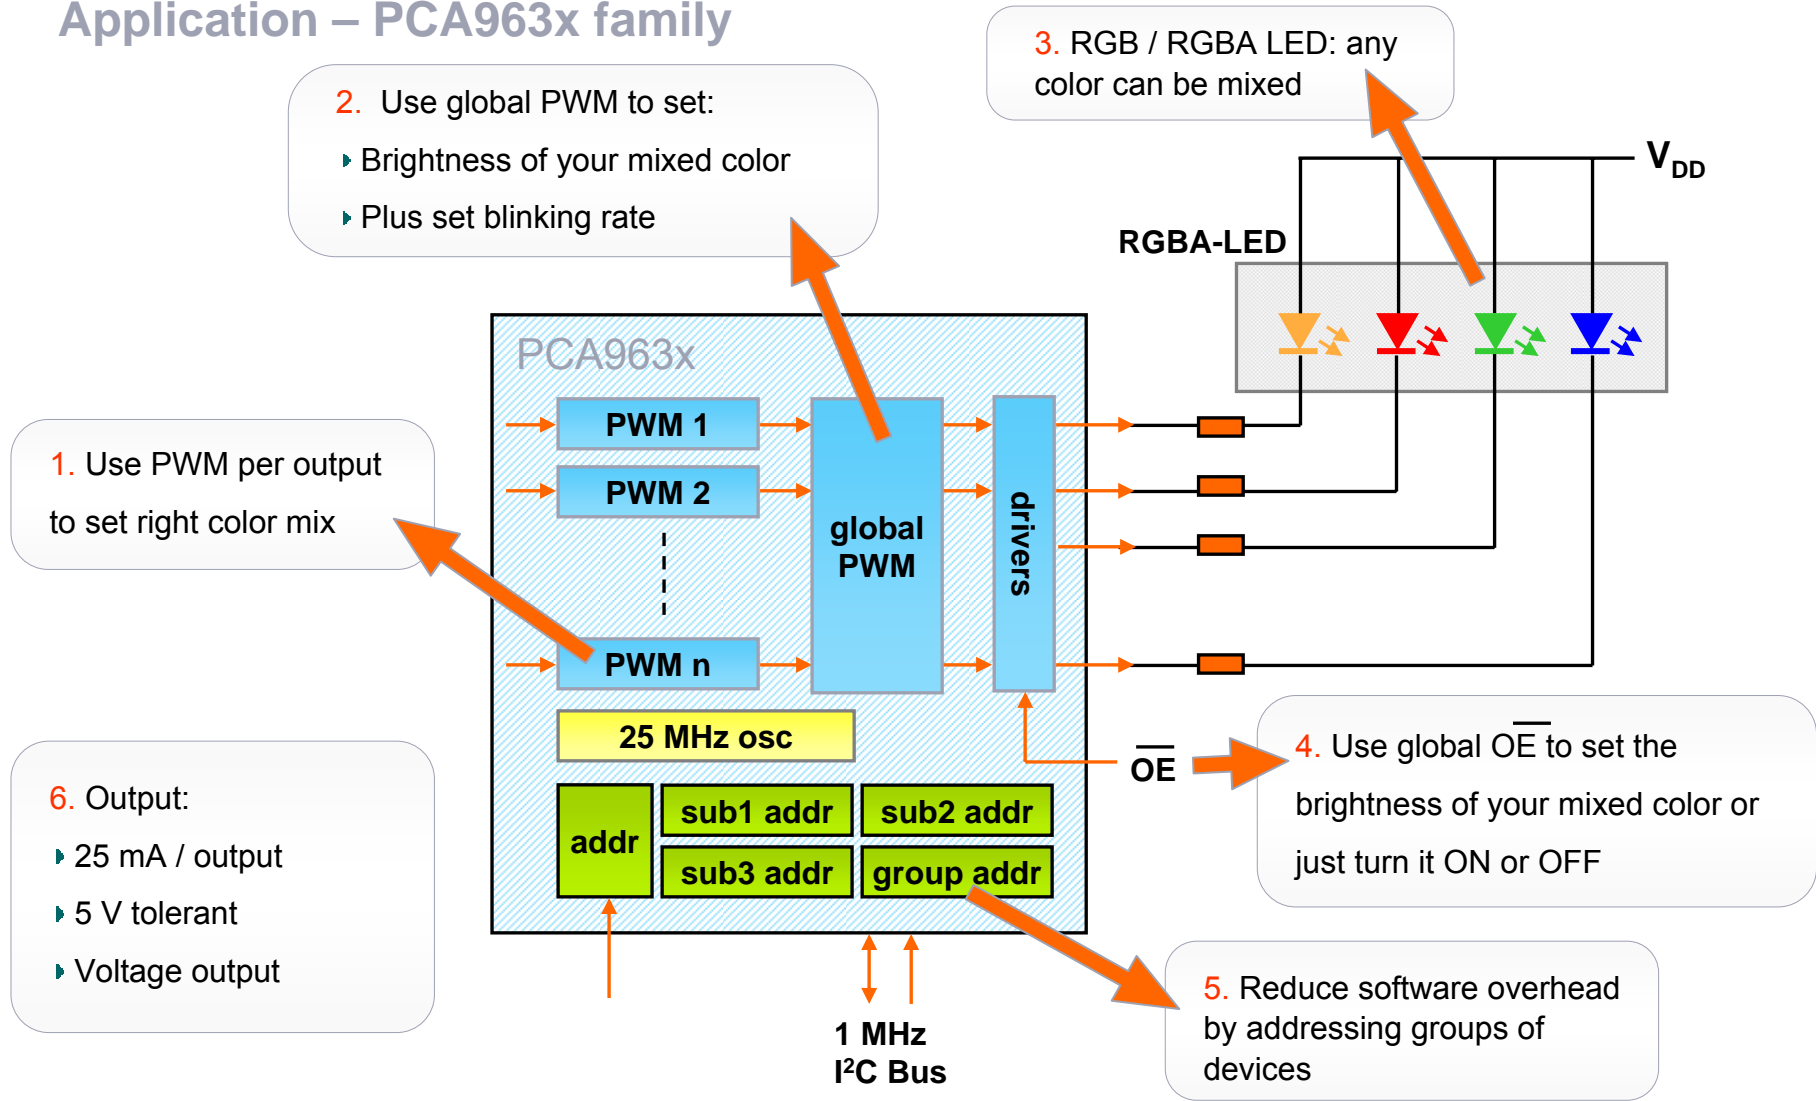 Application – PCA963x family
2. Use global PWM to set:
Brightness of your mixed color
Plus set blinking rate
3. RGB / RGBA LED: any
color can be mixed
VDD
RGBA-LED
PCA963x
1. Use PWM per output
to set right color mix
PWM 1
PWM 2
PWM n
global
PWM
drivers
25 MHz osc
addr
sub1 addr
sub2 addr
sub3 addr
group addr
OE
4. Use global OE to set the
brightness of your mixed color or
just turn it ON or OFF
6. Output:
25 mA / output
5 V tolerant
Voltage output
1 MHz
I²C Bus
5. Reduce software overhead
by addressing groups of
devices